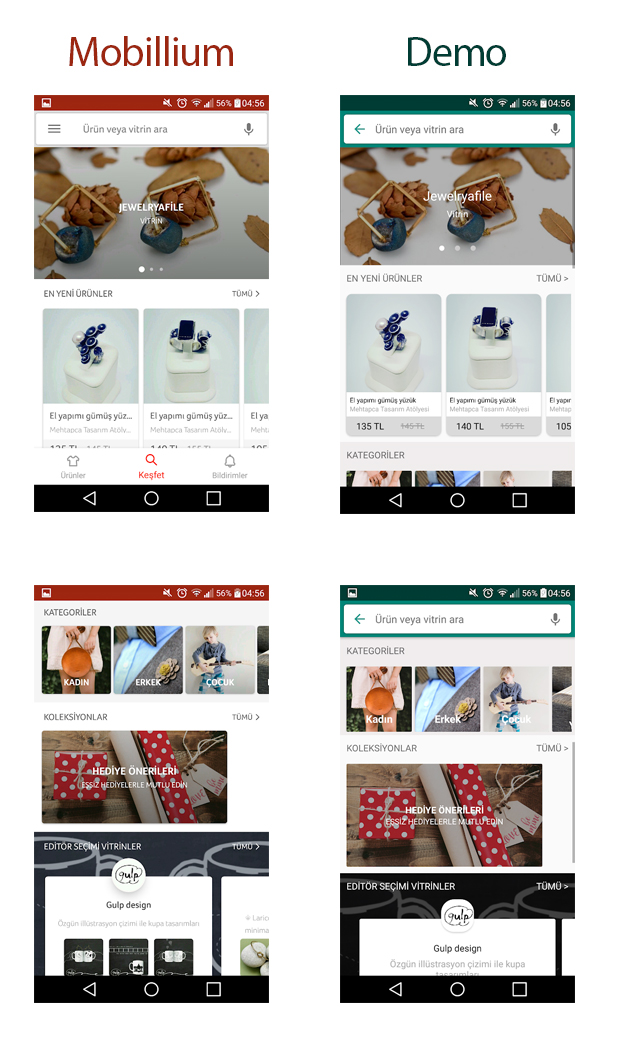 Mobillium
56% 04:56
Ürün veya vitrin ara
JEWELRYAFİLE
VİTRİN
EN YENİ ÜRÜNLER TÜMÜ >
El yapımı gümüş yüz... El yapımı gümüş yüz... El ya
Mehtapca Tasarım Atöly... Mehtapca Tasarım Atöly... Mehta
135 TL 145 TL 140 TL 155 TL 105
Ürünler Keşfet Bildirimler
Demo
56% 04:56
Ürün veya vitrin ara
Jewelryafile
Vitrin
EN YENİ ÜRÜNLER TÜMÜ >
El yapımı gümüş yüzük El yapımı gümüş yüzük El yapı
Mehtapca Tasarım Atölyesi Mehtapca Tasarım Atölyesi Mehtap
135 TL 145 TL 140 TL 155 TL 105
KATEGORİLER
56% 04:56
KATEGORİLER
KADIN ERKEK ÇOCUK
KOLEKSİYONLAR TÜMÜ >
HEDİYE ÖNERİLERİ
EŞSİZ HEDİYELERLE MUTLU EDİN
EDİTÖR SEÇİMİ VİTRİNLER TÜMÜ >
gulp
Gulp design
Özgün illüstrasyon çizimi ile kupa tasarımları
Lario
minima
56% 04:56
Ürün veya vitrin ara
KATEGORİLER
Kadın Erkek Çocuk
KOLEKSİYONLAR TÜMÜ >
HEDİYE ÖNERİLERİ
EŞSİZ HEDİYELERLE MUTLU EDİN
EDİTÖR SEÇİMİ VİTRİNLER TÜMÜ >
gulp
Gulp design
Özgün illüstrasyon çizimi ile kupa
tasarımları